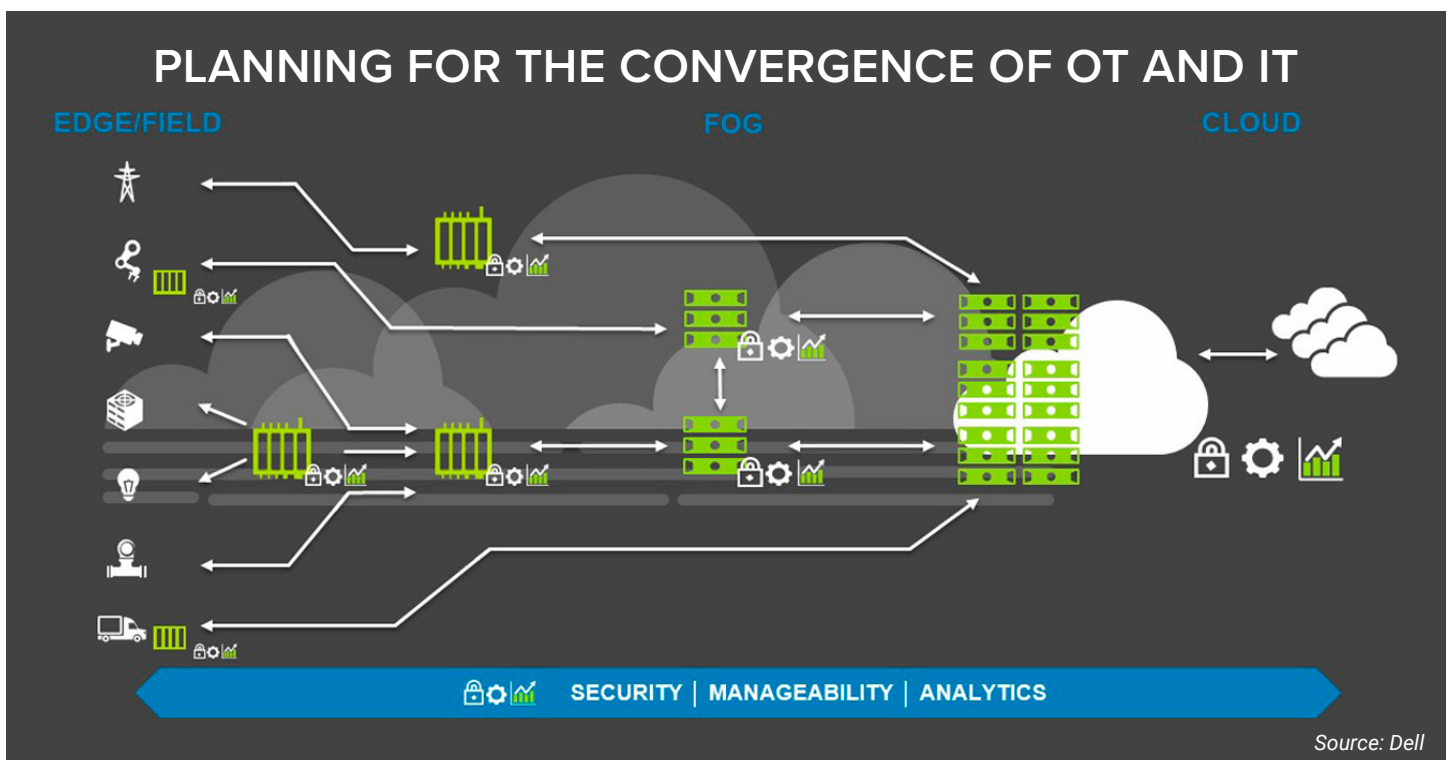 PLANNING FOR THE CONVERGENCE OF OT AND IT
EDGE/FIELD
FOG
CLOUD
SECURITY | MANAGEABILITY | ANALYTICS
Source: Dell